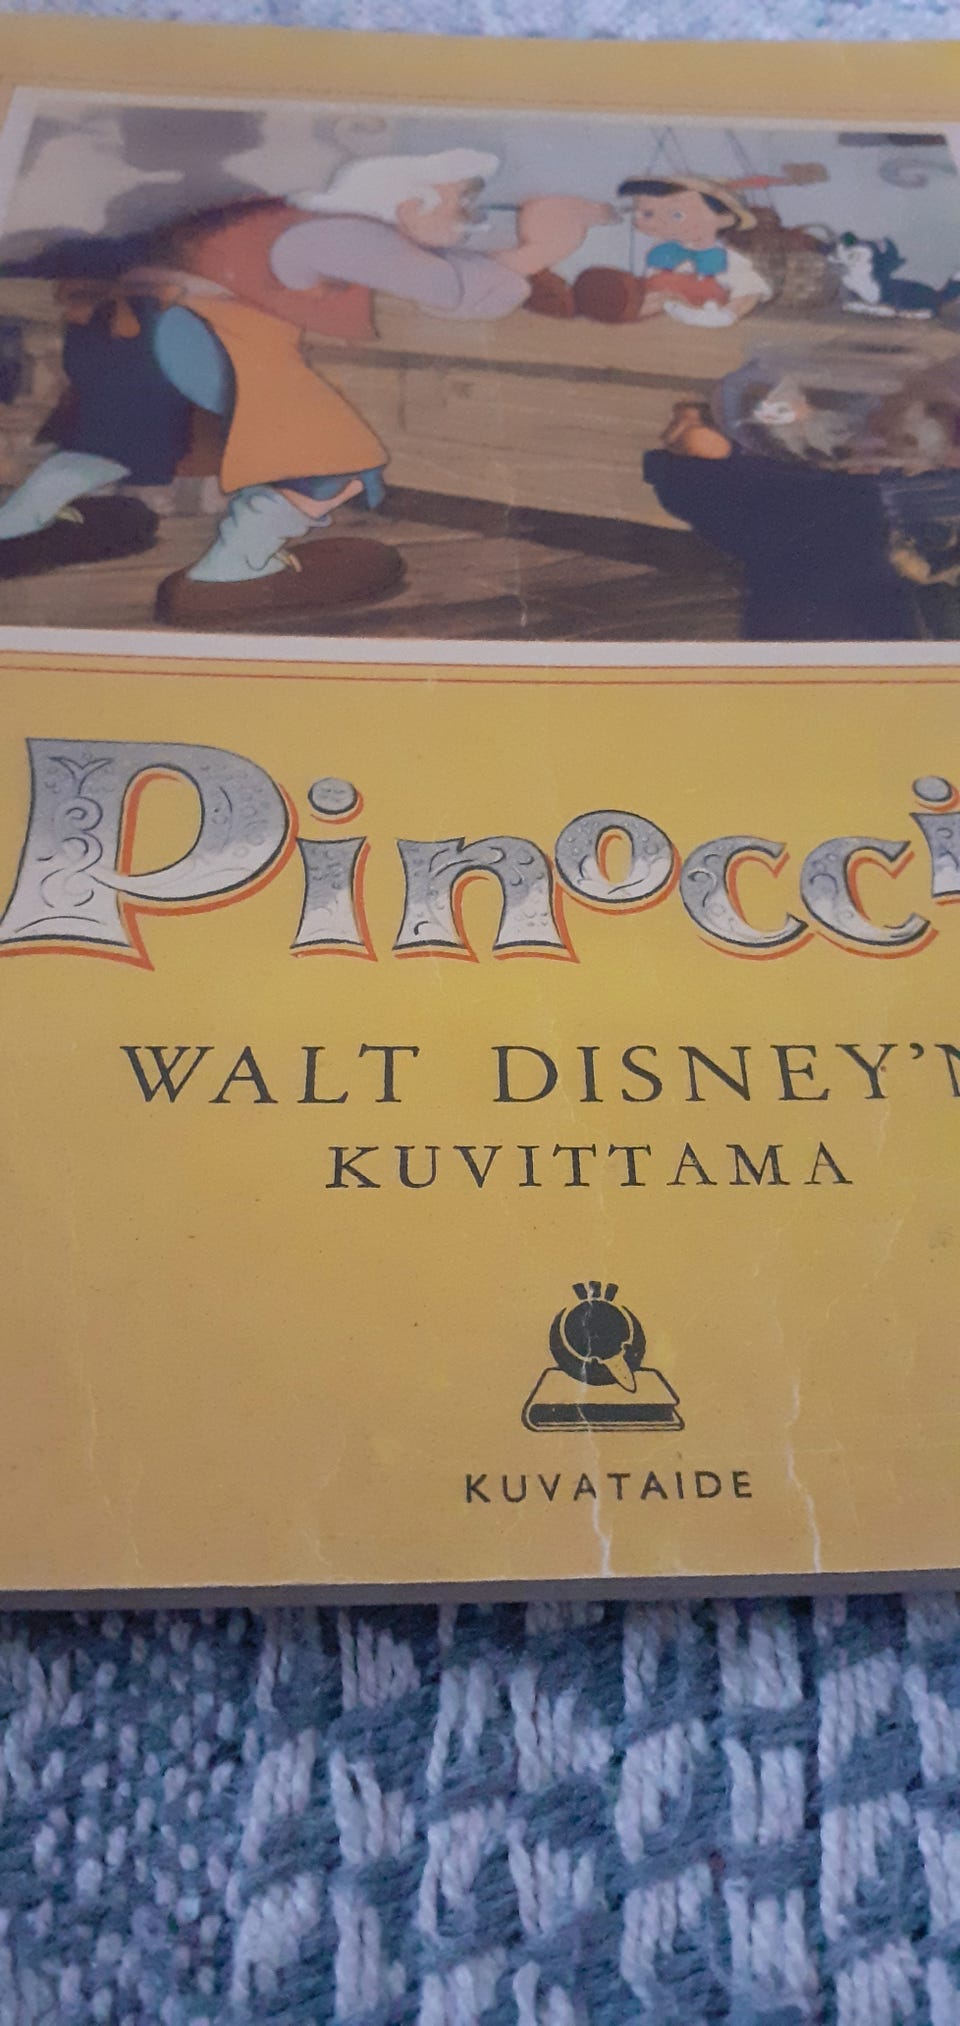 Pinocci
WALT DISNEY'N
KUVITTAMA
KUVATAIDE